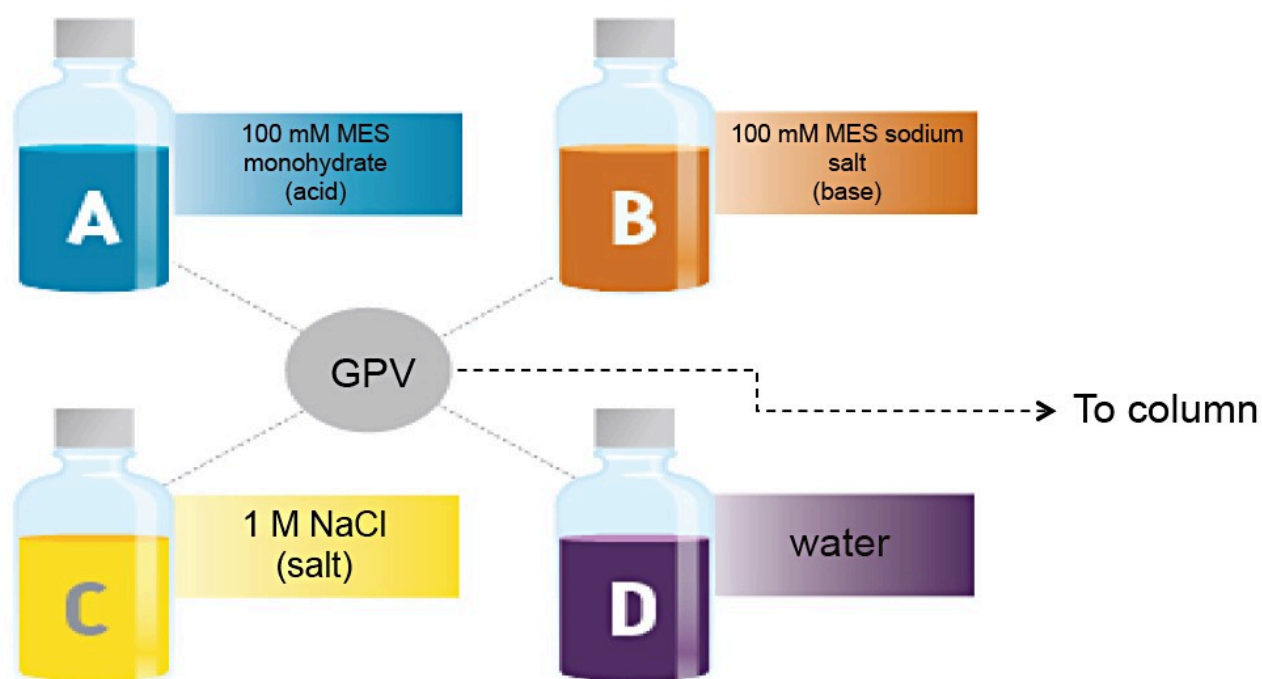 A
100 mM MES
monohydrate
(acid)
B
100 mM MES sodium
salt
(base)
GPV
To column
C
1 M NaCl
(salt)
D
water